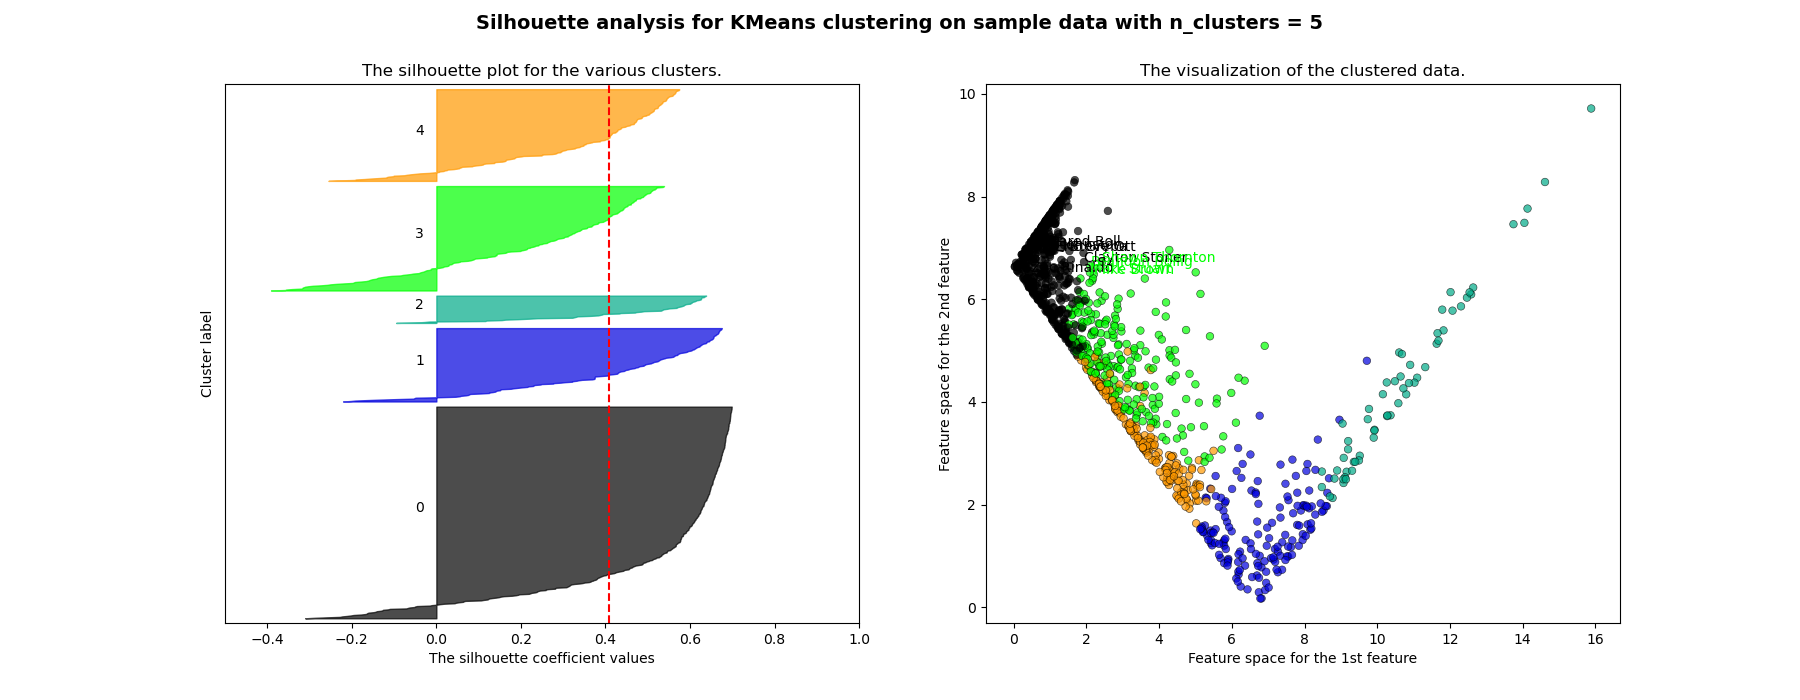 Silhouette analysis for KMeans clustering on sample data with n_clusters = 5
The silhouette plot for the various clusters.
Cluster label
4
3
2
1
0
−0.4 −0.2 0.0 0.2 0.4 0.6 0.8 1.0
The silhouette coefficient values
The visualization of the clustered data.
Feature space for the 2nd feature
10
8
6
4
2
0
Clayton Stoner
0 2 4 6 8 10 12 14 16
Feature space for the 1st feature